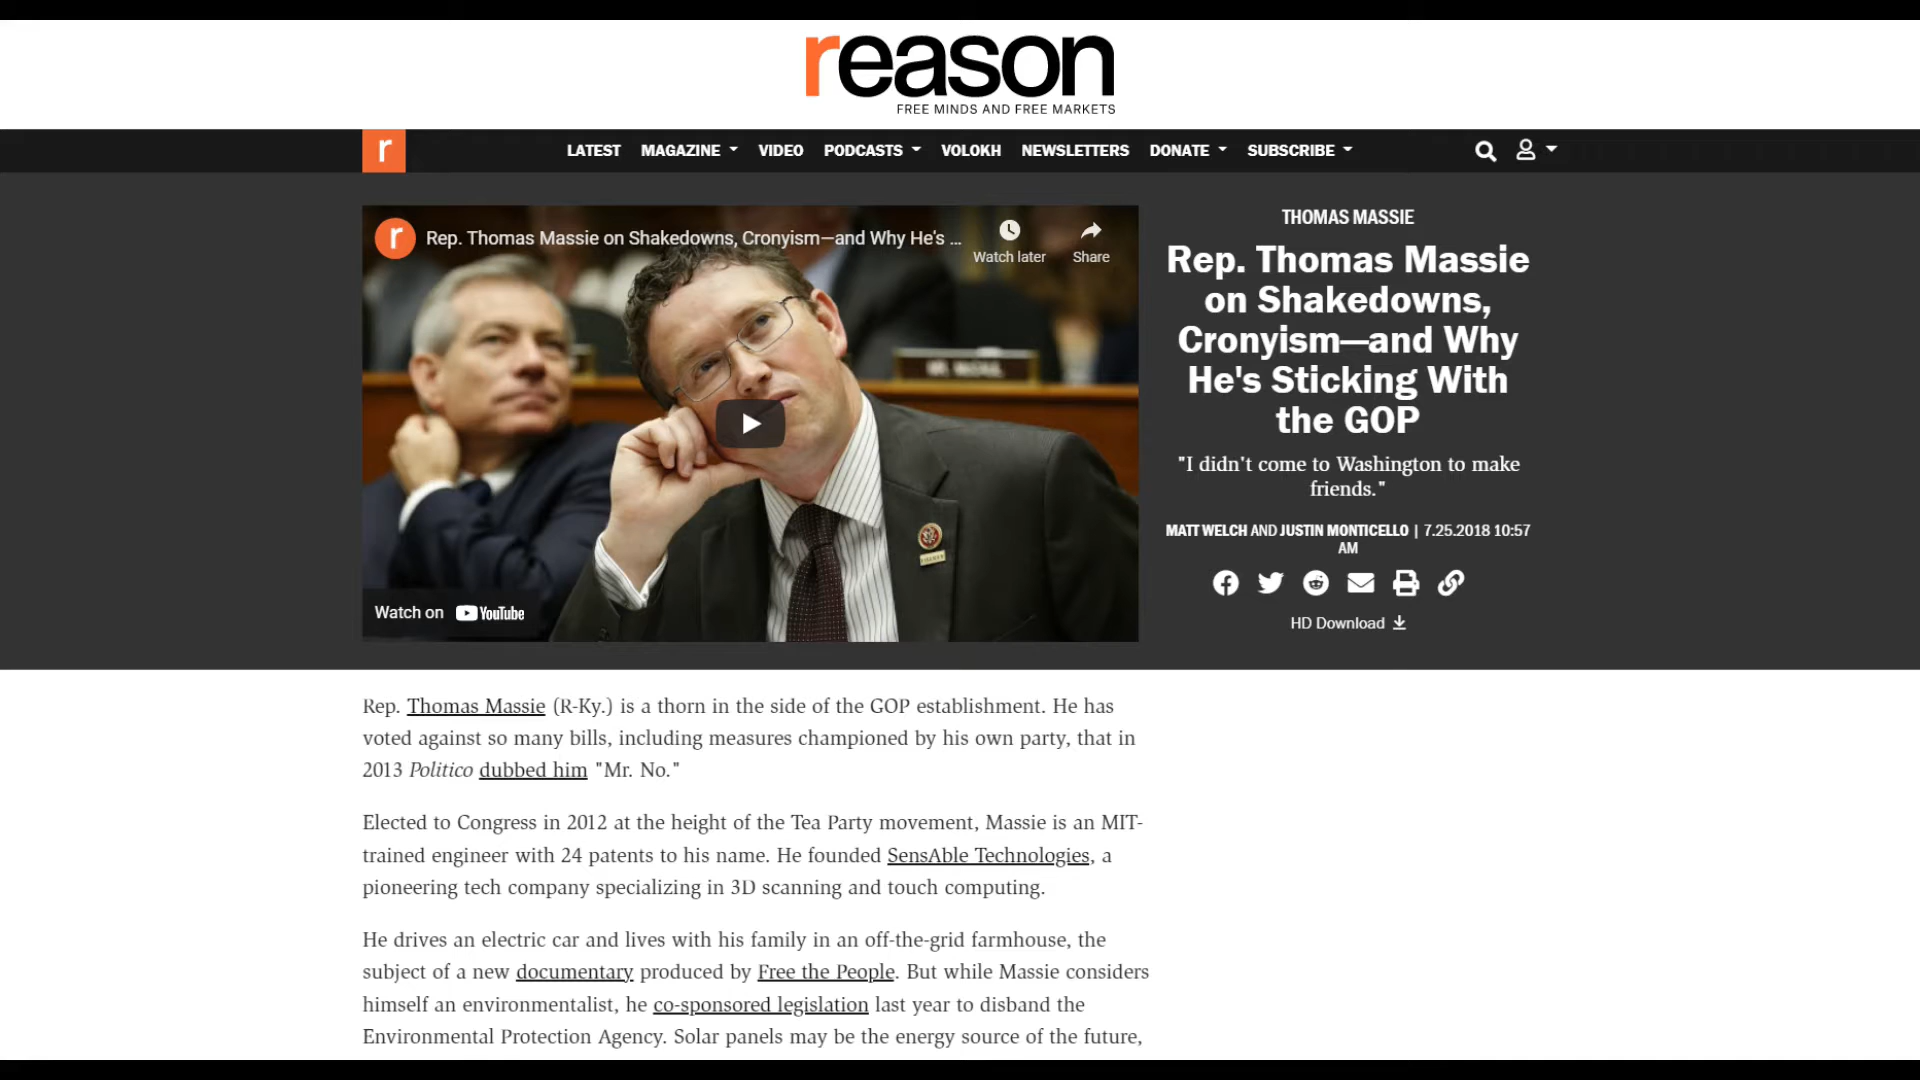 reason
FREE MINDS AND FREE MARKETS
r
LATEST MAGAZINE VIDEO PODCASTS VOLOKH NEWSLETTERS DONATE SUBSCRIBE
r
Rep. Thomas Massie on Shakedowns, Cronyism—and Why He's ...
Watch later
Share
Watch on YouTube
THOMAS MASSIE
Rep. Thomas Massie
on Shakedowns,
Cronyism—and Why
He's Sticking With
the GOP
"I didn't come to Washington to make
friends."
MATT WELCH AND JUSTIN MONTICELLO | 7.25.2018 10:57
AM
HD Download
Rep. Thomas Massie (R-Ky.) is a thorn in the side of the GOP establishment. He has
voted against so many bills, including measures championed by his own party, that in
2013 Politico dubbed him "Mr. No."
Elected to Congress in 2012 at the height of the Tea Party movement, Massie is an MIT-
trained engineer with 24 patents to his name. He founded SensAble Technologies, a
pioneering tech company specializing in 3D scanning and touch computing.
He drives an electric car and lives with his family in an off-the-grid farmhouse, the
subject of a new documentary produced by Free the People. But while Massie considers
himself an environmentalist, he co-sponsored legislation last year to disband the
Environmental Protection Agency. Solar panels may be the energy source of the future,